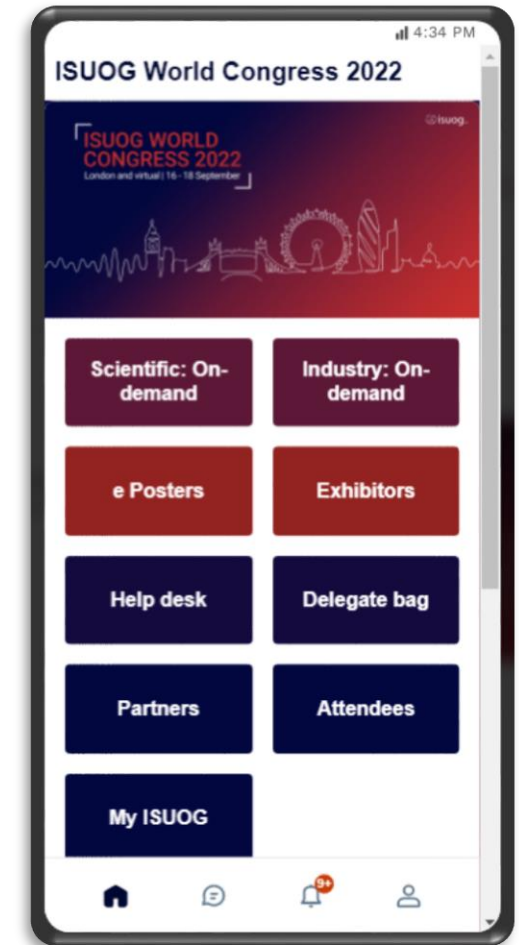 4:34 PM
ISUOG World Congress 2022
isuog.
ISUOG WORLD
CONGRESS 2022
London and virtual | 16 - 18 September
Scientific: On-
demand
Industry: On-
demand
e Posters
Exhibitors
Help desk
Delegate bag
Partners
Attendees
My ISUOG
9+